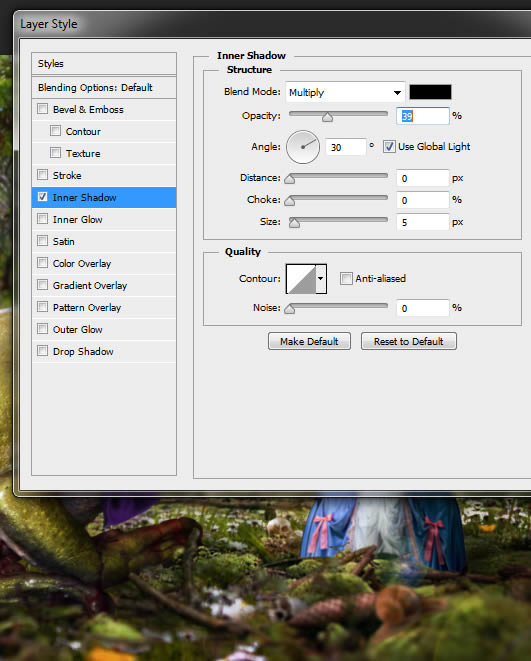 Layer Style
Styles
Blending Options: Default
Bevel & Emboss
Contour
Texture
Stroke
Inner Shadow
Inner Glow
Satin
Color Overlay
Gradient Overlay
Pattern Overlay
Outer Glow
Drop Shadow
Inner Shadow
Structure
Blend Mode: Multiply
Opacity: 39 %
Angle: 30 ° Use Global Light
Distance: 0 px
Choke: 0 %
Size: 5 px
Quality
Contour: Anti-aliased
Noise: 0 %
Make Default Reset to Default